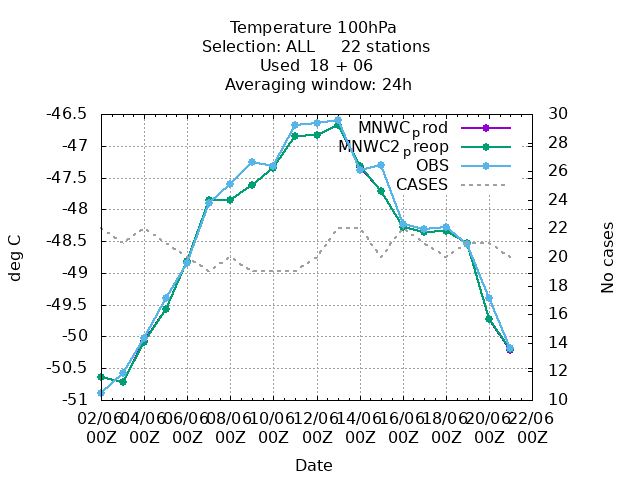 Temperature 100hPa
Selection: ALL 22 stations
Used 18 + 06
Averaging window: 24h
-46.5
-47
-47.5
-48
-48.5
-49
-49.5
-50
-50.5
-51
deg C
30
28
26
24
22
20
18
16
14
12
10
No cases
MNWC_prod
MNWC2_preop
OBS
CASES
02/06 04/06 06/06 08/06 10/06 12/06 14/06 16/06 18/06 20/06 22/06
00Z 00Z 00Z 00Z 00Z 00Z 00Z 00Z 00Z 00Z 00Z
Date